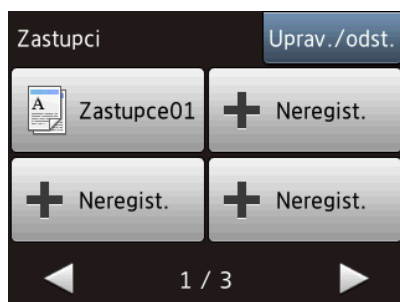 Zastupci
Uprav./odst.
A
Zastupce01
Neregist.
Neregist.
Neregist.
1 / 3